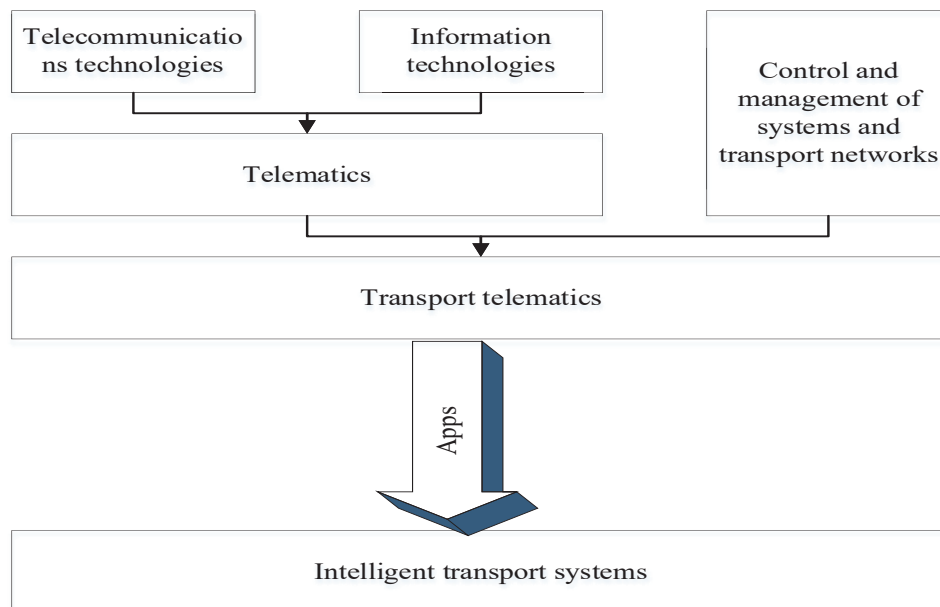 Telecommunicatio
ns technologies
Information
technologies
Control and
management of
systems and
transport networks
Telematics
Transport telematics
Apps
Intelligent transport systems